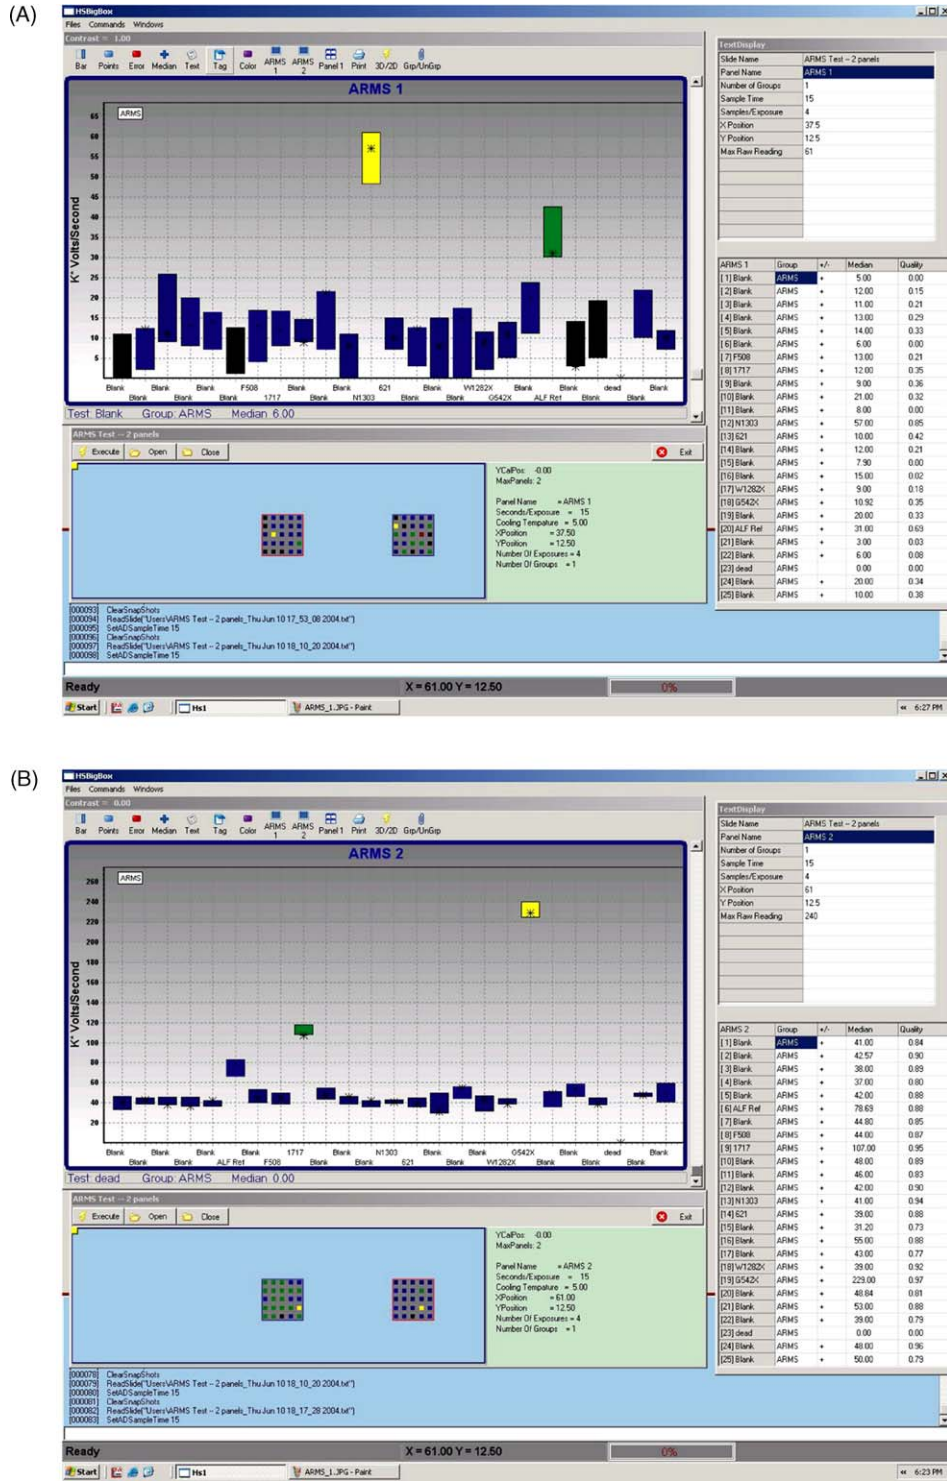 (A)
HSBigBox
Files Commands Windows
Contrast = 1.00
Bar Points Error Median Text Tag Color ARMS 1 ARMS 2 Panel 1 Print 3D/2D Grp/UnGrp
ARMS 1
ARMS
K* Volts/Second
65
60
55
50
45
40
35
30
25
20
15
10
5
Blank Blank Blank F508 Blank Blank N1303 621 Blank W1282X Blank ALF Ref Blank dead Blank
Blank Blank Blank 1717 Blank Blank Blank Blank G542X Blank Blank
Test: Blank Group: ARMS Median 6.00
ARMS Test -- 2 panels
Execute Open Close Exit
YCalPos: -0.00
MaxPanels: 2
Panel Name = ARMS 1
Seconds/Exposure = 15
Cooling Tempature = 5.00
XPosition = 37.50
YPosition = 12.50
Number Of Exposures = 4
Number Of Groups = 1
[000093] ClearSnapShots
[000094] ReadSlide("Users\ARMS Test -- 2 panels_Thu Jun 10 17_53_08 2004.txt")
[000095] SetADSampleTime 15
[000096] ClearSnapShots
[000097] ReadSlide("Users\ARMS Test -- 2 panels_Thu Jun 10 18_10_20 2004.txt")
[000098] SetADSampleTime 15
TextDisplay
Slide Name ARMS Test -- 2 panels
Panel Name ARMS 1
Number of Groups 1
Sample Time 15
Samples/Exposure 4
X Position 37.5
Y Position 12.5
Max Raw Reading 61
ARMS 1 Group +/- Median Quality
[ 1] Blank ARMS + 5.00 0.00
[ 2] Blank ARMS + 12.00 0.15
[ 3] Blank ARMS + 11.00 0.21
[ 4] Blank ARMS + 13.00 0.29
[ 5] Blank ARMS + 14.00 0.33
[ 6] Blank ARMS + 6.00 0.00
[ 7] F508 ARMS + 13.00 0.21
[ 8] 1717 ARMS + 12.00 0.35
[ 9] Blank ARMS + 9.00 0.36
[10] Blank ARMS + 21.00 0.32
[11] Blank ARMS + 8.00 0.00
[12] N1303 ARMS + 57.00 0.85
[13] 621 ARMS + 10.00 0.42
[14] Blank ARMS + 12.00 0.21
[15] Blank ARMS + 7.90 0.00
[16] Blank ARMS + 15.00 0.02
[17] W1282X ARMS + 9.00 0.18
[18] G542X ARMS + 10.92 0.35
[19] Blank ARMS + 20.00 0.33
[20] ALF Ref ARMS + 31.00 0.69
[21] Blank ARMS + 3.00 0.03
[22] Blank ARMS + 6.00 0.08
[23] dead ARMS 0.00 0.00
[24] Blank ARMS + 20.00 0.34
[25] Blank ARMS + 10.00 0.38
Ready X = 61.00 Y = 12.50 0%
Start Hs1 ARMS_1.JPG - Paint 6:27 PM
(B)
HSBigBox
Files Commands Windows
Contrast = 0.00
Bar Points Error Median Text Tag Color ARMS 1 ARMS 2 Panel 1 Print 3D/2D Grp/UnGrp
ARMS 2
ARMS
K* Volts/Second
260
240
220
200
180
160
140
120
100
80
60
40
20
Blank Blank Blank Blank 1717 Blank N1303 Blank Blank G542X Blank dead Blank
Blank Blank ALF Ref F508 Blank Blank 621 Blank W1282X Blank Blank Blank
Test: dead Group: ARMS Median 0.00
ARMS Test -- 2 panels
Execute Open Close Exit
YCalPos: -0.00
MaxPanels: 2
Panel Name = ARMS 2
Seconds/Exposure = 15
Cooling Tempature = 5.00
XPosition = 61.00
YPosition = 12.50
Number Of Exposures = 4
Number Of Groups = 1
[000078] ClearSnapShots
[000079] ReadSlide("Users\ARMS Test -- 2 panels_Thu Jun 10 18_10_20 2004.txt")
[000080] SetADSampleTime 15
[000081] ClearSnapShots
[000082] ReadSlide("Users\ARMS Test -- 2 panels_Thu Jun 10 18_17_28 2004.txt")
[000083] SetADSampleTime 15
TextDisplay
Slide Name ARMS Test -- 2 panels
Panel Name ARMS 2
Number of Groups 1
Sample Time 15
Samples/Exposure 4
X Position 61
Y Position 12.5
Max Raw Reading 240
ARMS 2 Group +/- Median Quality
[ 1] Blank ARMS + 41.00 0.84
[ 2] Blank ARMS + 42.57 0.90
[ 3] Blank ARMS + 38.00 0.89
[ 4] Blank ARMS + 37.00 0.80
[ 5] Blank ARMS + 42.00 0.88
[ 6] ALF Ref ARMS + 78.69 0.88
[ 7] Blank ARMS + 44.80 0.85
[ 8] F508 ARMS + 44.00 0.87
[ 9] 1717 ARMS + 107.00 0.95
[10] Blank ARMS + 48.00 0.89
[11] Blank ARMS + 46.00 0.83
[12] Blank ARMS + 42.00 0.90
[13] N1303 ARMS + 41.00 0.94
[14] 621 ARMS + 39.00 0.88
[15] Blank ARMS + 31.20 0.73
[16] Blank ARMS + 55.00 0.88
[17] Blank ARMS + 43.00 0.77
[18] W1282X ARMS + 39.00 0.92
[19] G542X ARMS + 229.00 0.97
[20] Blank ARMS + 48.84 0.81
[21] Blank ARMS + 53.00 0.88
[22] Blank ARMS + 39.00 0.79
[23] dead ARMS 0.00 0.00
[24] Blank ARMS + 48.00 0.96
[25] Blank ARMS + 50.00 0.79
Ready X = 61.00 Y = 12.50 0%
Start Hs1 ARMS_1.JPG - Paint 6:23 PM